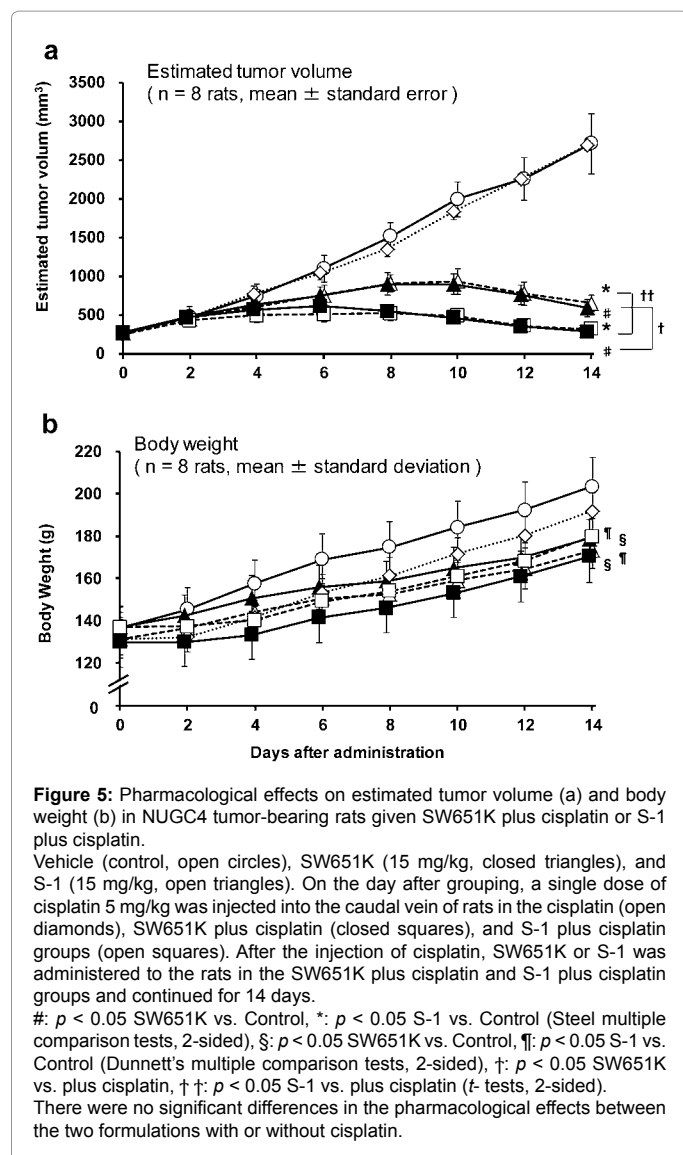 a
Estimated tumor volume
( n = 8 rats, mean ± standard error )
Estimated tumor volum (mm³)
3500
3000
2500
2000
1500
1000
500
0
0 2 4 6 8 10 12 14
*
#
*
#
††
†
b
Body weight
( n = 8 rats, mean ± standard deviation )
Body Weght (g)
220
200
180
160
140
120
0
0 2 4 6 8 10 12 14
¶ §
§ ¶
Days after administration
Figure 5: Pharmacological effects on estimated tumor volume (a) and body
weight (b) in NUGC4 tumor-bearing rats given SW651K plus cisplatin or S-1
plus cisplatin.
Vehicle (control, open circles), SW651K (15 mg/kg, closed triangles), and
S-1 (15 mg/kg, open triangles). On the day after grouping, a single dose of
cisplatin 5 mg/kg was injected into the caudal vein of rats in the cisplatin (open
diamonds), SW651K plus cisplatin (closed squares), and S-1 plus cisplatin
groups (open squares). After the injection of cisplatin, SW651K or S-1 was
administered to the rats in the SW651K plus cisplatin and S-1 plus cisplatin
groups and continued for 14 days.
#: p < 0.05 SW651K vs. Control, *: p < 0.05 S-1 vs. Control (Steel multiple
comparison tests, 2-sided), §: p < 0.05 SW651K vs. Control, ¶: p < 0.05 S-1 vs.
Control (Dunnett's multiple comparison tests, 2-sided), †: p < 0.05 SW651K
vs. plus cisplatin, † †: p < 0.05 S-1 vs. plus cisplatin (t- tests, 2-sided).
There were no significant differences in the pharmacological effects between
the two formulations with or without cisplatin.